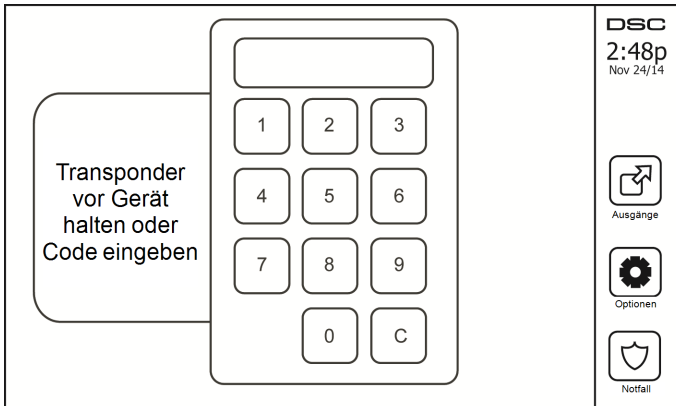 Transponder
vor Gerät
halten oder
Code eingeben
1 2 3
4 5 6
7 8 9
0 C
DSC
2:48p
Nov 24/14
Ausgänge
Optionen
Notfall